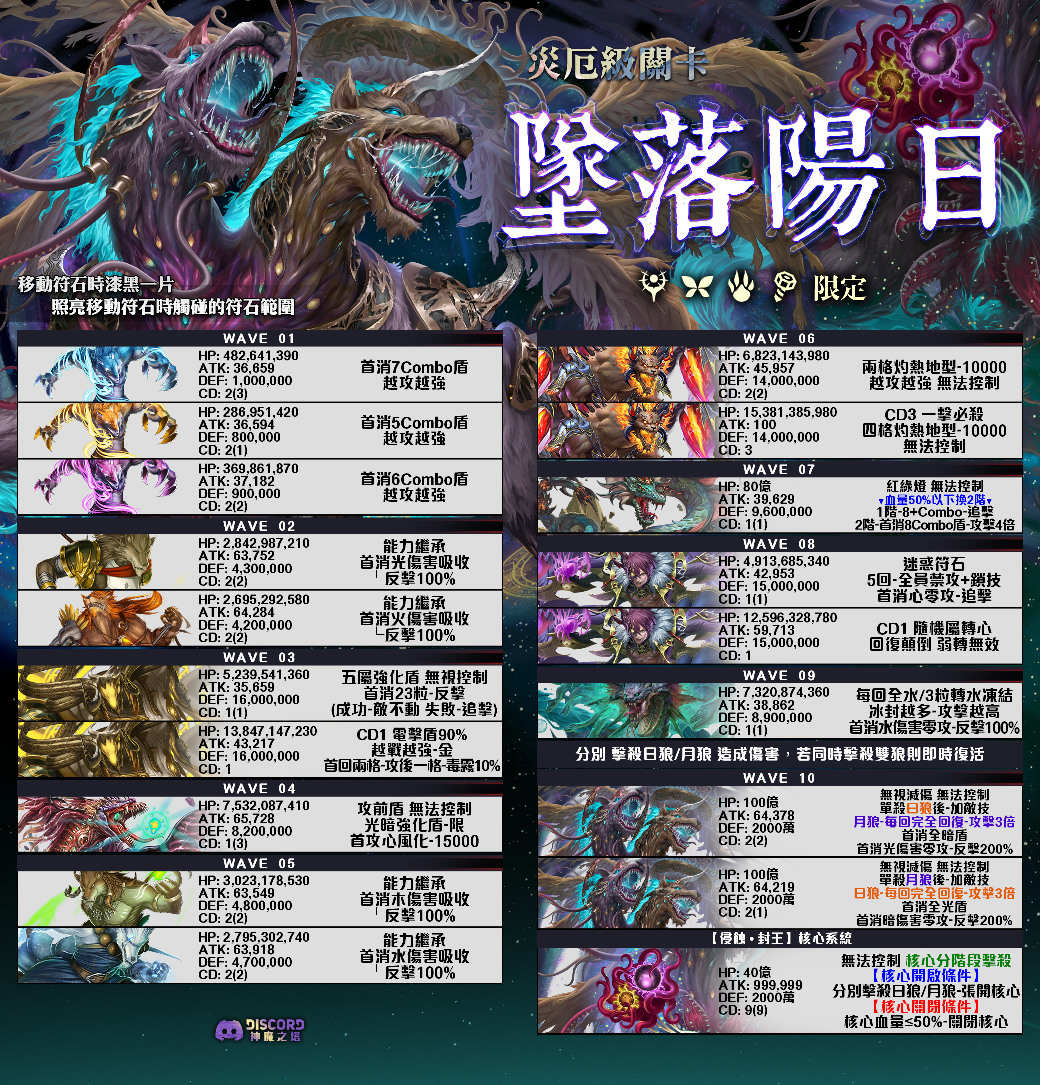 災厄級關卡
墜落陽日
限定
移動符石時漆黑一片
照亮移動符石時觸碰的符石範圍
WAVE 01
HP: 482,641,390
ATK: 36,659
DEF: 1,000,000
CD: 2(3)
首消7Combo盾
越攻越強
HP: 286,951,420
ATK: 36,594
DEF: 800,000
CD: 2(1)
首消5Combo盾
越攻越強
HP: 369,861,870
ATK: 37,182
DEF: 900,000
CD: 2(2)
首消6Combo盾
越攻越強
WAVE 02
HP: 2,842,987,210
ATK: 63,752
DEF: 4,300,000
CD: 2(2)
能力繼承
首消光傷害吸收
「反擊100%
HP: 2,695,292,580
ATK: 64,284
DEF: 4,200,000
CD: 2(2)
能力繼承
首消火傷害吸收
└反擊100%
WAVE 03
HP: 5,239,541,360
ATK: 35,659
DEF: 16,000,000
CD: 1(1)
五屬強化盾 無視控制
首消23粒-反擊
(成功-敵不動 失敗-追擊)
HP: 13,847,147,230
ATK: 43,217
DEF: 16,000,000
CD: 1
CD1 電擊盾90%
越戰越強-金
首回兩格-攻後一格-毒霧10%
WAVE 04
HP: 7,532,087,410
ATK: 65,728
DEF: 8,200,000
CD: 1(3)
攻前盾 無法控制
光暗強化盾-限
首攻心風化-15000
WAVE 05
HP: 3,023,178,530
ATK: 63,549
DEF: 4,800,000
CD: 2(2)
能力繼承
首消木傷害吸收
「反擊100%
HP: 2,795,302,740
ATK: 63,918
DEF: 4,700,000
CD: 2(2)
能力繼承
首消水傷害吸收
「反擊100%
DISCORD
神魔之塔
WAVE 06
HP: 6,823,143,980
ATK: 45,957
DEF: 14,000,000
CD: 2(2)
兩格灼熱地型-10000
越攻越強 無法控制
HP: 15,381,385,980
ATK: 100
DEF: 14,000,000
CD: 3
CD3 一擊必殺
四格灼熱地型-10000
無法控制
WAVE 07
HP: 80億
ATK: 39,629
DEF: 9,600,000
CD: 1(1)
紅綠燈 無法控制
▼血量50%以下換2階▼
1階-8+Combo-追擊
2階-首消8Combo盾-攻擊4倍
WAVE 08
HP: 4,913,685,340
ATK: 42,953
DEF: 15,000,000
CD: 1(1)
迷惑符石
5回-全員禁攻+鎖技
首消心零攻-追擊
HP: 12,596,328,780
ATK: 59,713
DEF: 15,000,000
CD: 1
CD1 隨機屬轉心
回復顛倒 弱轉無效
WAVE 09
HP: 7,320,874,360
ATK: 38,862
DEF: 8,900,000
CD: 1(1)
每回全水/3粒轉水凍結
冰封越多-攻擊越高
首消水傷害零攻-反擊100%
分別 擊殺日狼/月狼 造成傷害，若同時擊殺雙狼則即時復活
WAVE 10
HP: 100億
ATK: 64,378
DEF: 2000萬
CD: 2(2)
無視減傷 無法控制
單殺日狼後-加敵技
月狼-每回完全回復-攻擊3倍
首消全暗盾
首消光傷害零攻-反擊200%
HP: 100億
ATK: 64,219
DEF: 2000萬
CD: 2(1)
無視減傷 無法控制
單殺月狼後-加敵技
日狼-每回完全回復-攻擊3倍
首消全光盾
首消暗傷害零攻-反擊200%
【侵蝕·封王】核心系統
HP: 40億
ATK: 999,999
DEF: 2000萬
CD: 9(9)
無法控制 核心分階段擊殺
【核心開啟條件】
分別擊殺日狼/月狼-張開核心
【核心關閉條件】
核心血量≤50%-關閉核心